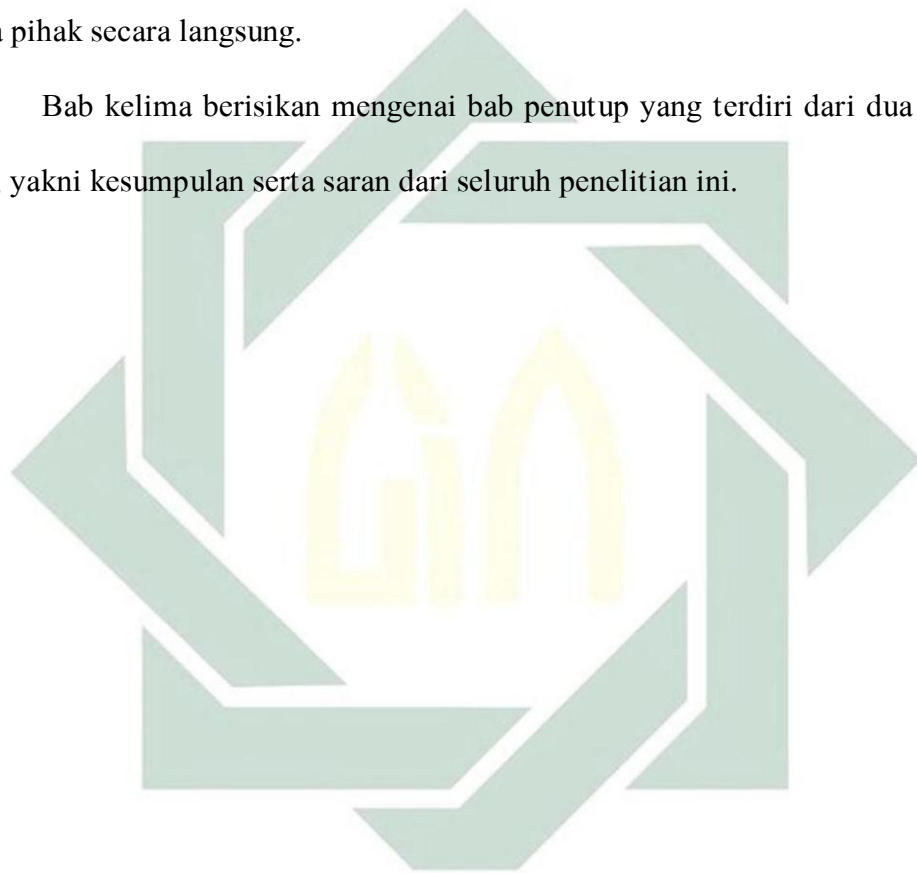 pihak secara langsung.
Bab kelima berisikan mengenai bab penutup yang terdiri dari dua
yakni kesumpulan serta saran dari seluruh penelitian ini.